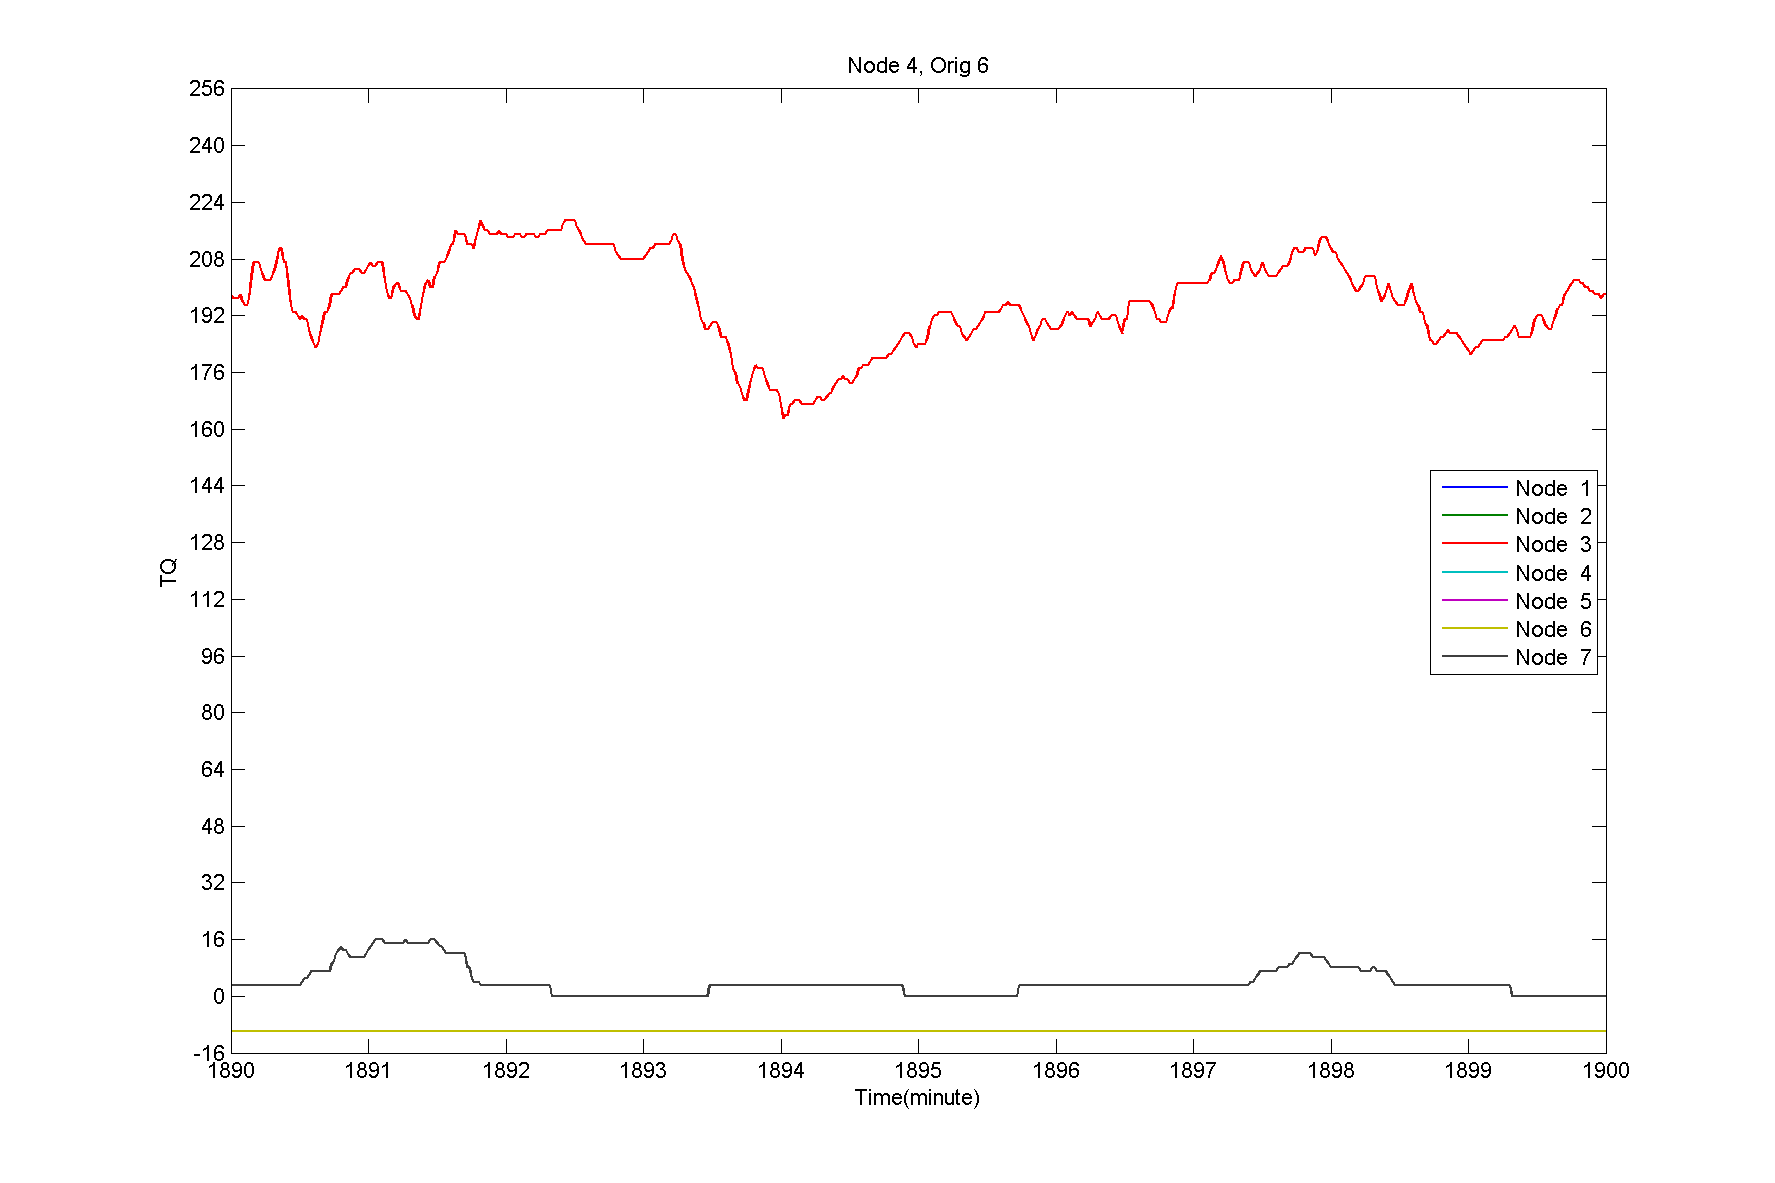 Node 4, Orig 6
256
240
224
208
192
176
160
144
128
112
96
80
64
48
32
16
0
-16
TQ
Node 1
Node 2
Node 3
Node 4
Node 5
Node 6
Node 7
1890 1891 1892 1893 1894 1895 1896 1897 1898 1899 1900
Time(minute)